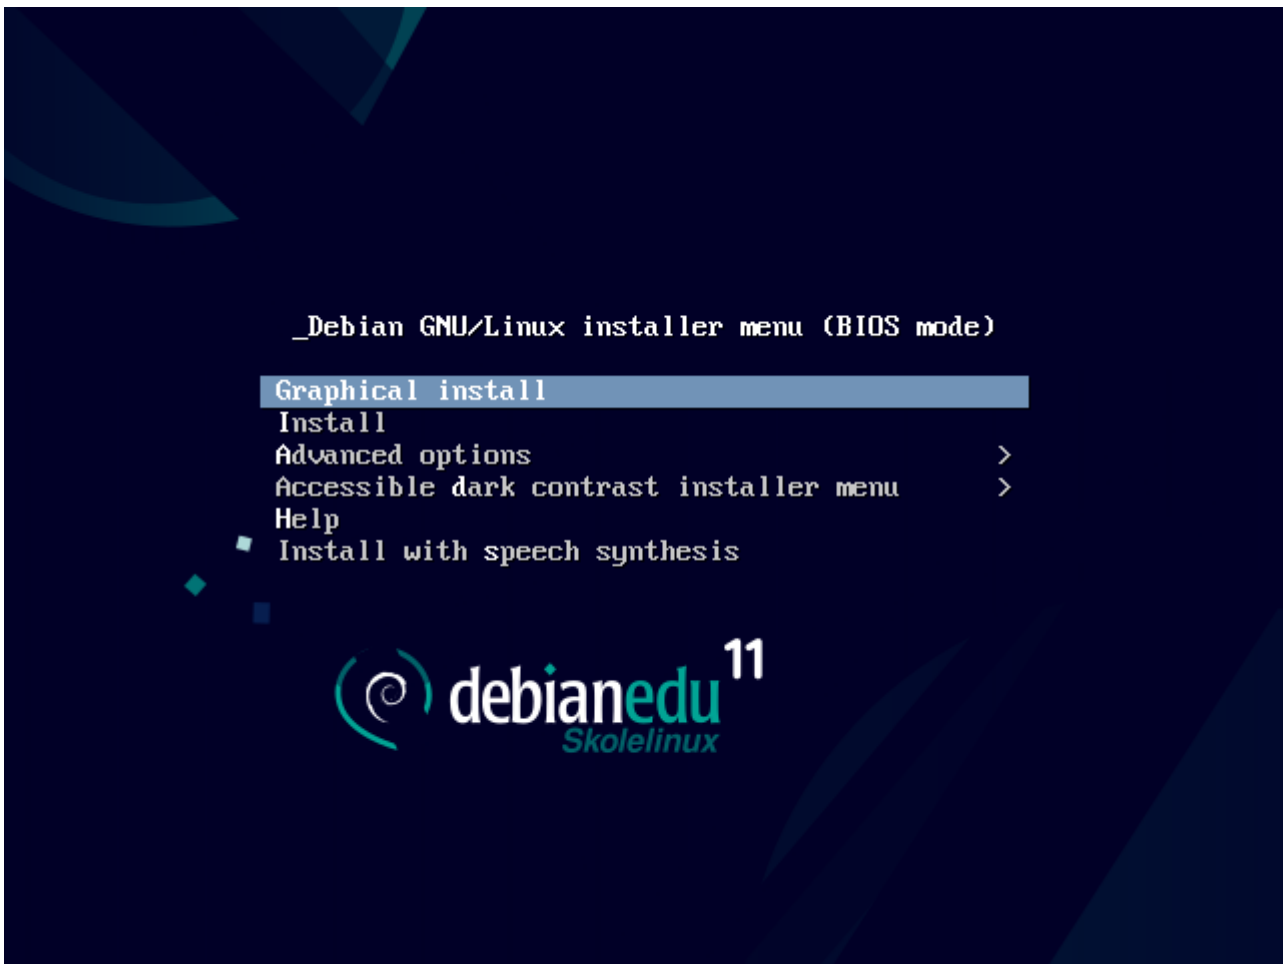 _Debian GNU/Linux installer menu (BIOS mode)
Graphical install
Install
Advanced options >
Accessible dark contrast installer menu >
Help
Install with speech synthesis
debianedu 11
Skolelinux